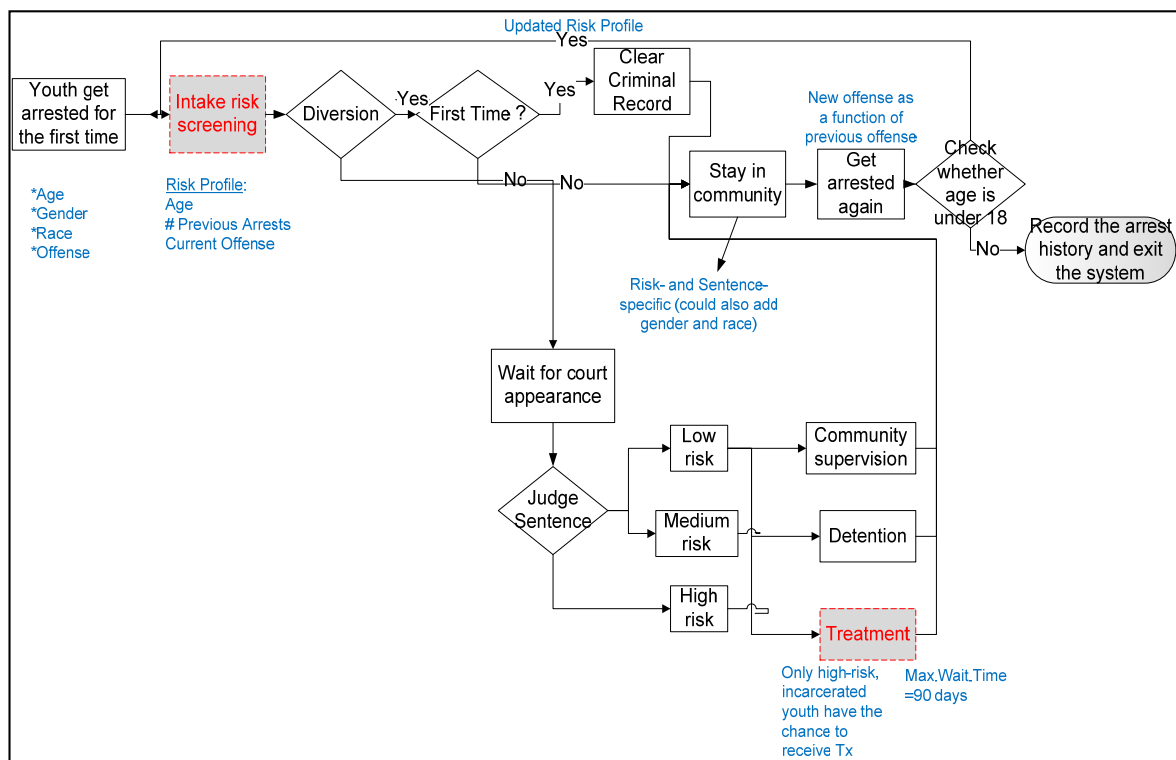 Updated Risk Profile
Yes
Youth get
arrested for
the first time
Intake risk
screening
Diversion
Yes
First Time ?
Yes
Clear
Criminal
Record
New offense as
a function of
previous offense
Stay in
community
Get
arrested
again
Check
whether
age is
under 18
No
No
No
Record the arrest
history and exit
the system
*Age
*Gender
*Race
*Offense
Risk Profile:
Age
# Previous Arrests
Current Offense
Risk- and Sentence-
specific (could also add
gender and race)
Wait for court
appearance
Judge
Sentence
Low
risk
Community
supervision
Medium
risk
Detention
High
risk
Treatment
Only high-risk,
incarcerated
youth have the
chance to
receive Tx
Max.Wait.Time
=90 days